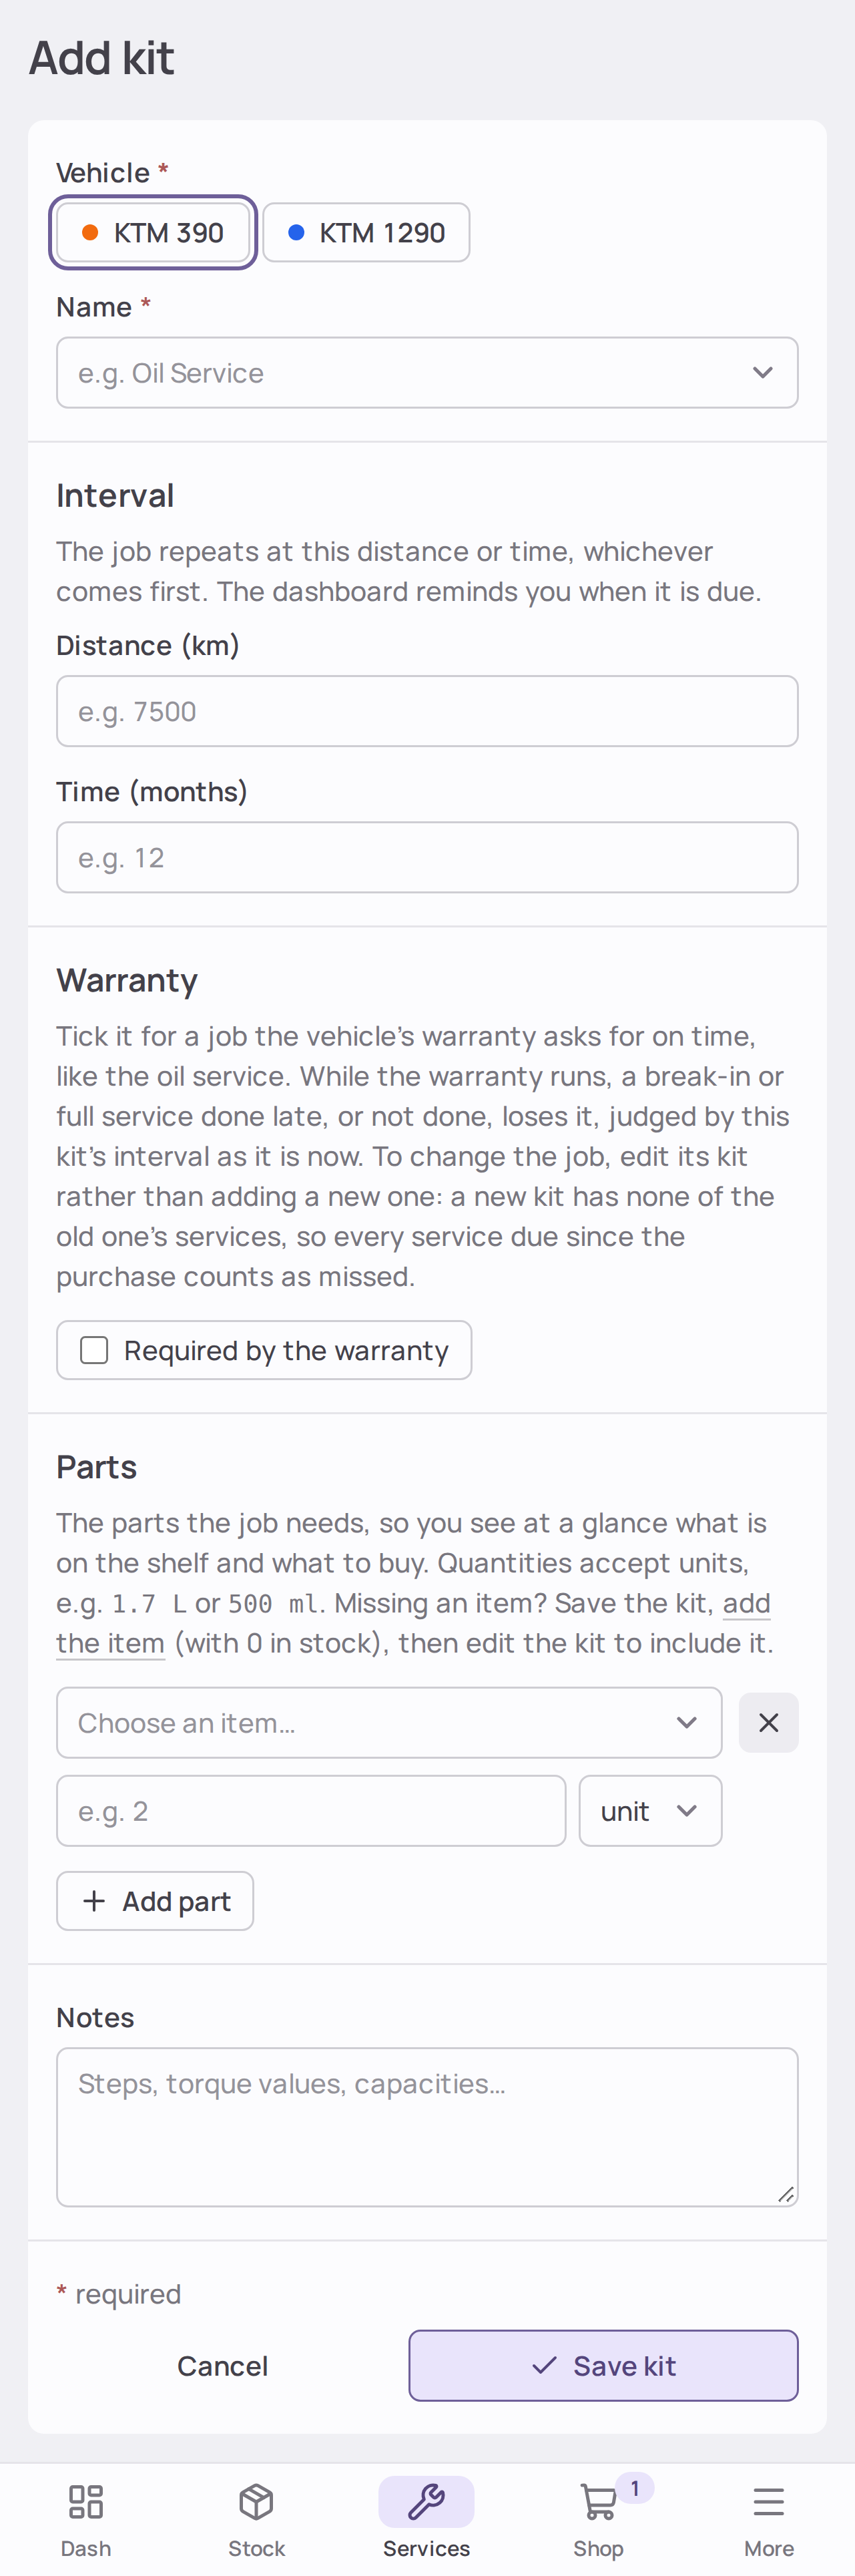 Add kit
Vehicle *
KTM 390
KTM 1290
Name *
e.g. Oil Service
Interval
The job repeats at this distance or time, whichever
comes first. The dashboard reminds you when it is due.
Distance (km)
e.g. 7500
Time (months)
e.g. 12
Warranty
Tick it for a job the vehicle’s warranty asks for on time,
like the oil service. While the warranty runs, a break-in or
full service done late, or not done, loses it, judged by this
kit’s interval as it is now. To change the job, edit its kit
rather than adding a new one: a new kit has none of the
old one’s services, so every service due since the
purchase counts as missed.
Required by the warranty
Parts
The parts the job needs, so you see at a glance what is
on the shelf and what to buy. Quantities accept units,
e.g. 1.7 L or 500 ml. Missing an item? Save the kit, add
the item (with 0 in stock), then edit the kit to include it.
Choose an item…
e.g. 2
unit
Add part
Notes
Steps, torque values, capacities…
* required
Cancel
Save kit
1
Dash
Stock
Services
Shop
More